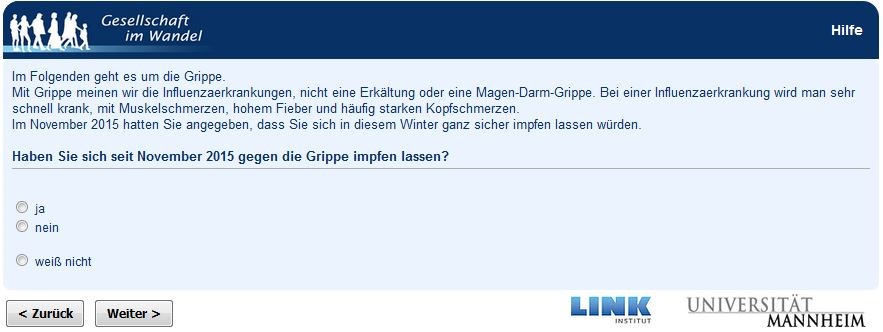 Gesellschaft
im Wandel
Hilfe
Im Folgenden geht es um die Grippe.
Mit Grippe meinen wir die Influenzaerkrankungen, nicht eine Erkältung oder eine Magen-Darm-Grippe. Bei einer Influenzaerkrankung wird man sehr
schnell krank, mit Muskelschmerzen, hohem Fieber und häufig starken Kopfschmerzen.
Im November 2015 hatten Sie angegeben, dass Sie sich in diesem Winter ganz sicher impfen lassen würden.
Haben Sie sich seit November 2015 gegen die Grippe impfen lassen?
ja
nein
weiß nicht
< Zurück
Weiter >
LINK
INSTITUT
UNIVERSITÄT
MANNHEIM